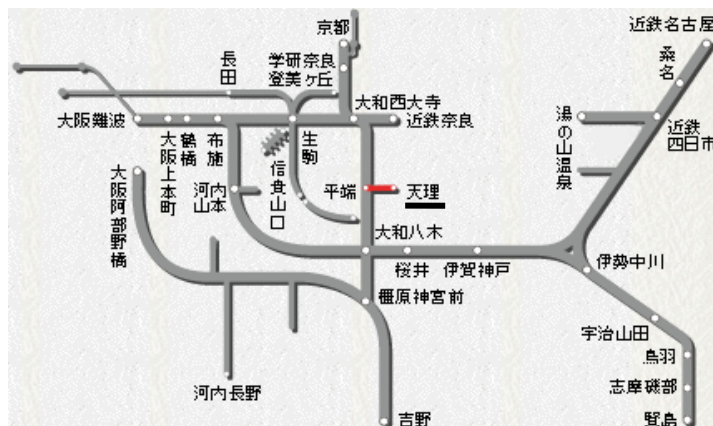 近鉄名古屋
京都
桑名
長田
学研奈良
登美ヶ丘
大和西大寺
大阪難波
近鉄奈良
大阪上本町
鶴橋
布施
生駒
湯の山温泉
近鉄
四日市
信貴山口
大阪阿部野橋
河内
山本
平端
天理
大和八木
桜井
伊賀神戸
伊勢中川
橿原神宮前
宇治山田
鳥羽
志摩磯部
河内長野
吉野
賢島